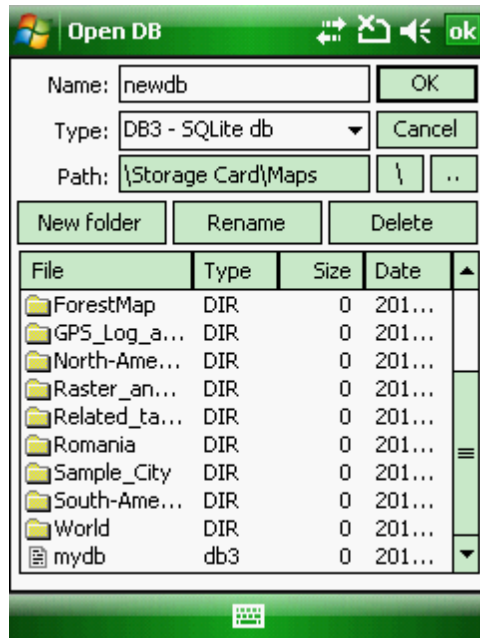 Open DB ok
Name: newdb OK
Type: DB3 - SQLite db Cancel
Path: \Storage Card\Maps \ ..
New folder Rename Delete
File Type Size Date
ForestMap DIR 0 201...
GPS_Log_a... DIR 0 201...
North-Ame... DIR 0 201...
Raster_an... DIR 0 201...
Related_ta... DIR 0 201...
Romania DIR 0 201...
Sample_City DIR 0 201...
South-Ame... DIR 0 201...
World DIR 0 201...
mydb db3 0 201...